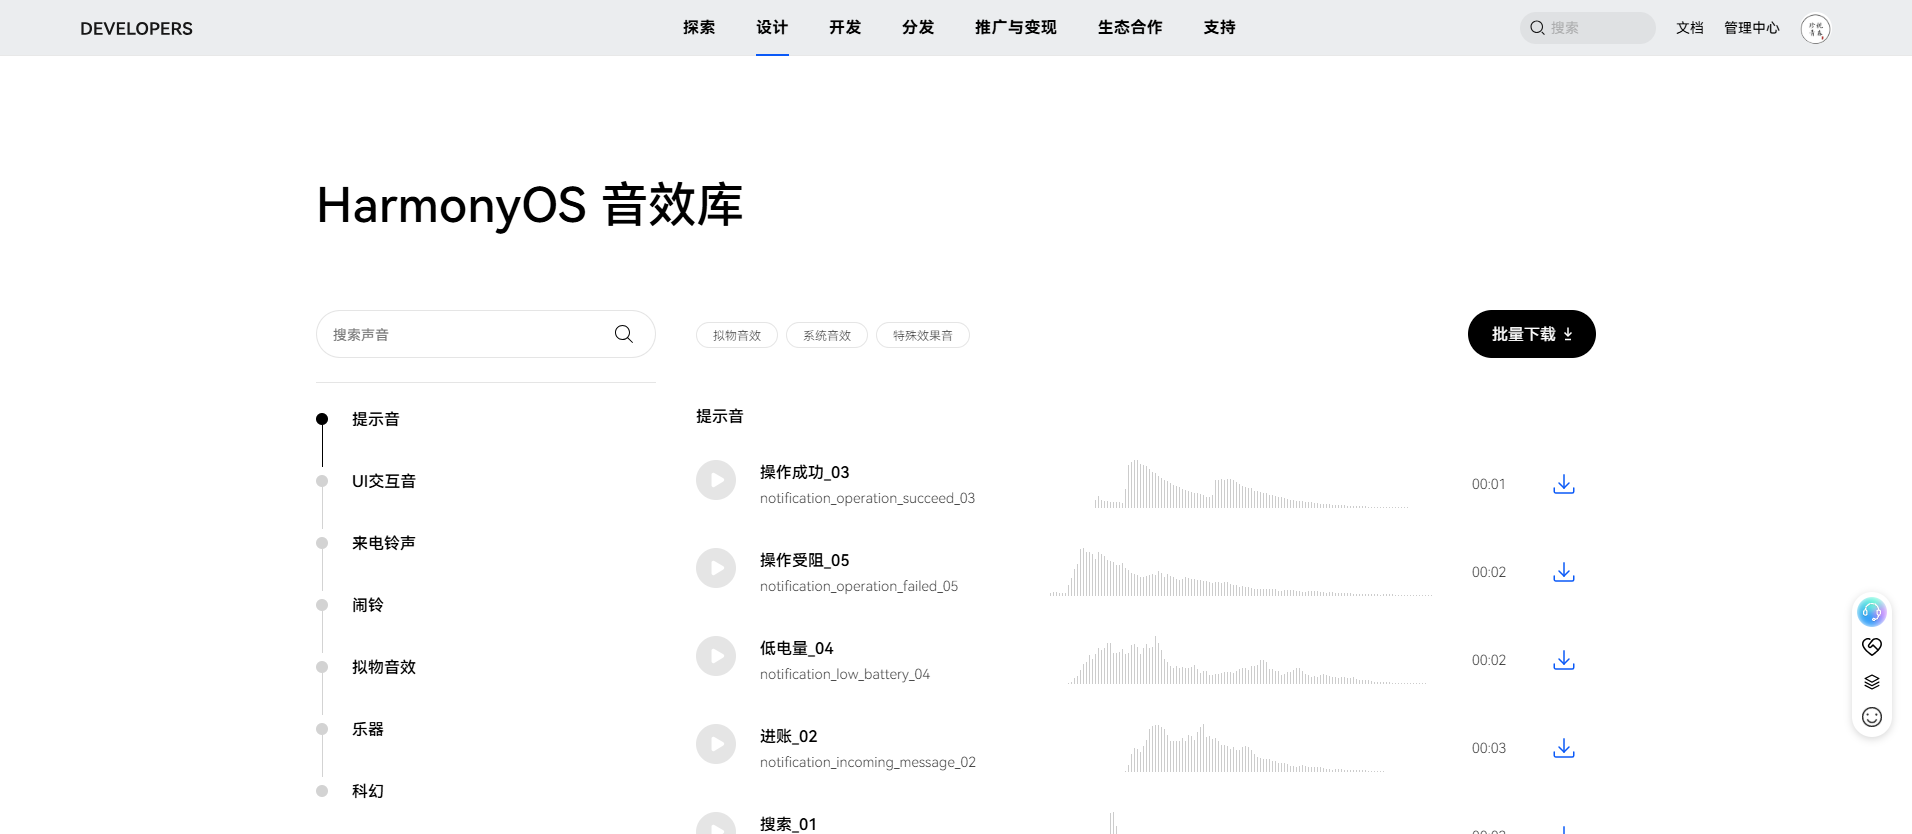 DEVELOPERS
探索
设计
开发
分发
推广与变现
生态合作
支持
搜索
文档
管理中心
HarmonyOS 音效库
搜索声音
拟物音效
系统音效
特殊效果音
批量下载
提示音
UI交互音
来电铃声
闹铃
拟物音效
乐器
科幻
提示音
操作成功_03
notification_operation_succeed_03
00:01
操作受阻_05
notification_operation_failed_05
00:02
低电量_04
notification_low_battery_04
00:02
进账_02
notification_incoming_message_02
00:03
搜索_01